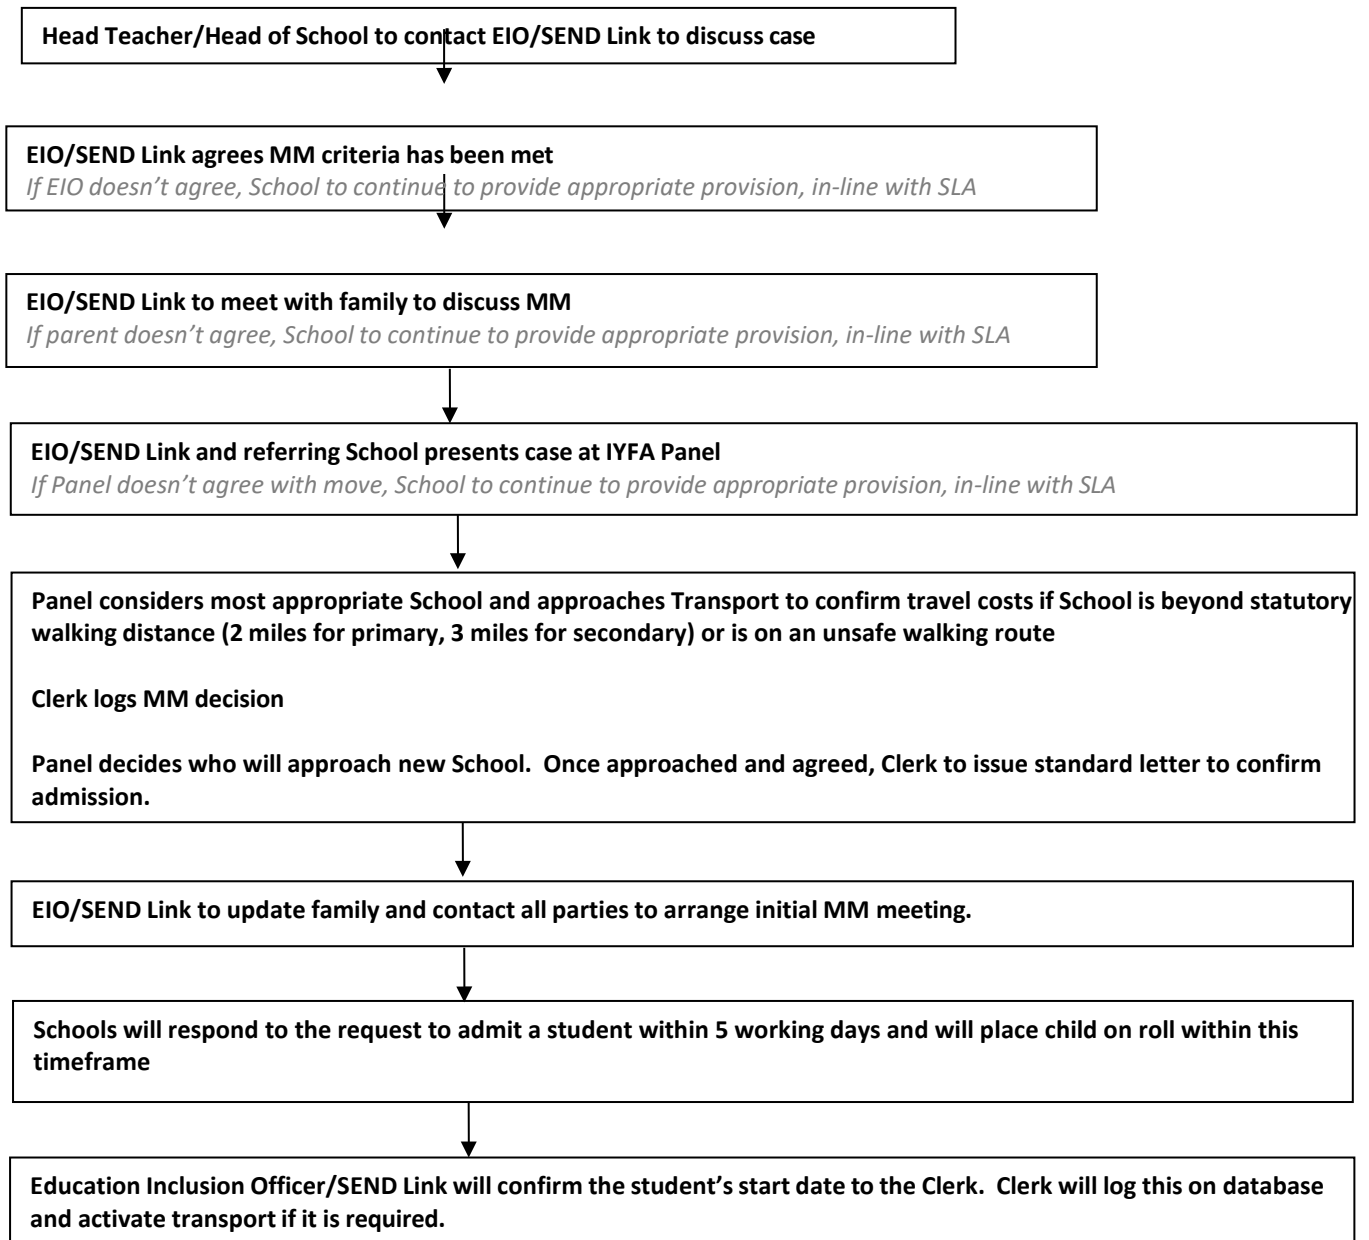 Head Teacher/Head of School to contact EIO/SEND Link to discuss case
EIO/SEND Link agrees MM criteria has been met
If EIO doesn’t agree, School to continue to provide appropriate provision, in-line with SLA
EIO/SEND Link to meet with family to discuss MM
If parent doesn’t agree, School to continue to provide appropriate provision, in-line with SLA
EIO/SEND Link and referring School presents case at IYFA Panel
If Panel doesn’t agree with move, School to continue to provide appropriate provision, in-line with SLA
Panel considers most appropriate School and approaches Transport to confirm travel costs if School is beyond statutory
walking distance (2 miles for primary, 3 miles for secondary) or is on an unsafe walking route
Clerk logs MM decision
Panel decides who will approach new School.  Once approached and agreed, Clerk to issue standard letter to confirm
admission.
EIO/SEND Link to update family and contact all parties to arrange initial MM meeting.
Schools will respond to the request to admit a student within 5 working days and will place child on roll within this
timeframe
Education Inclusion Officer/SEND Link will confirm the student’s start date to the Clerk.  Clerk will log this on database
and activate transport if it is required.